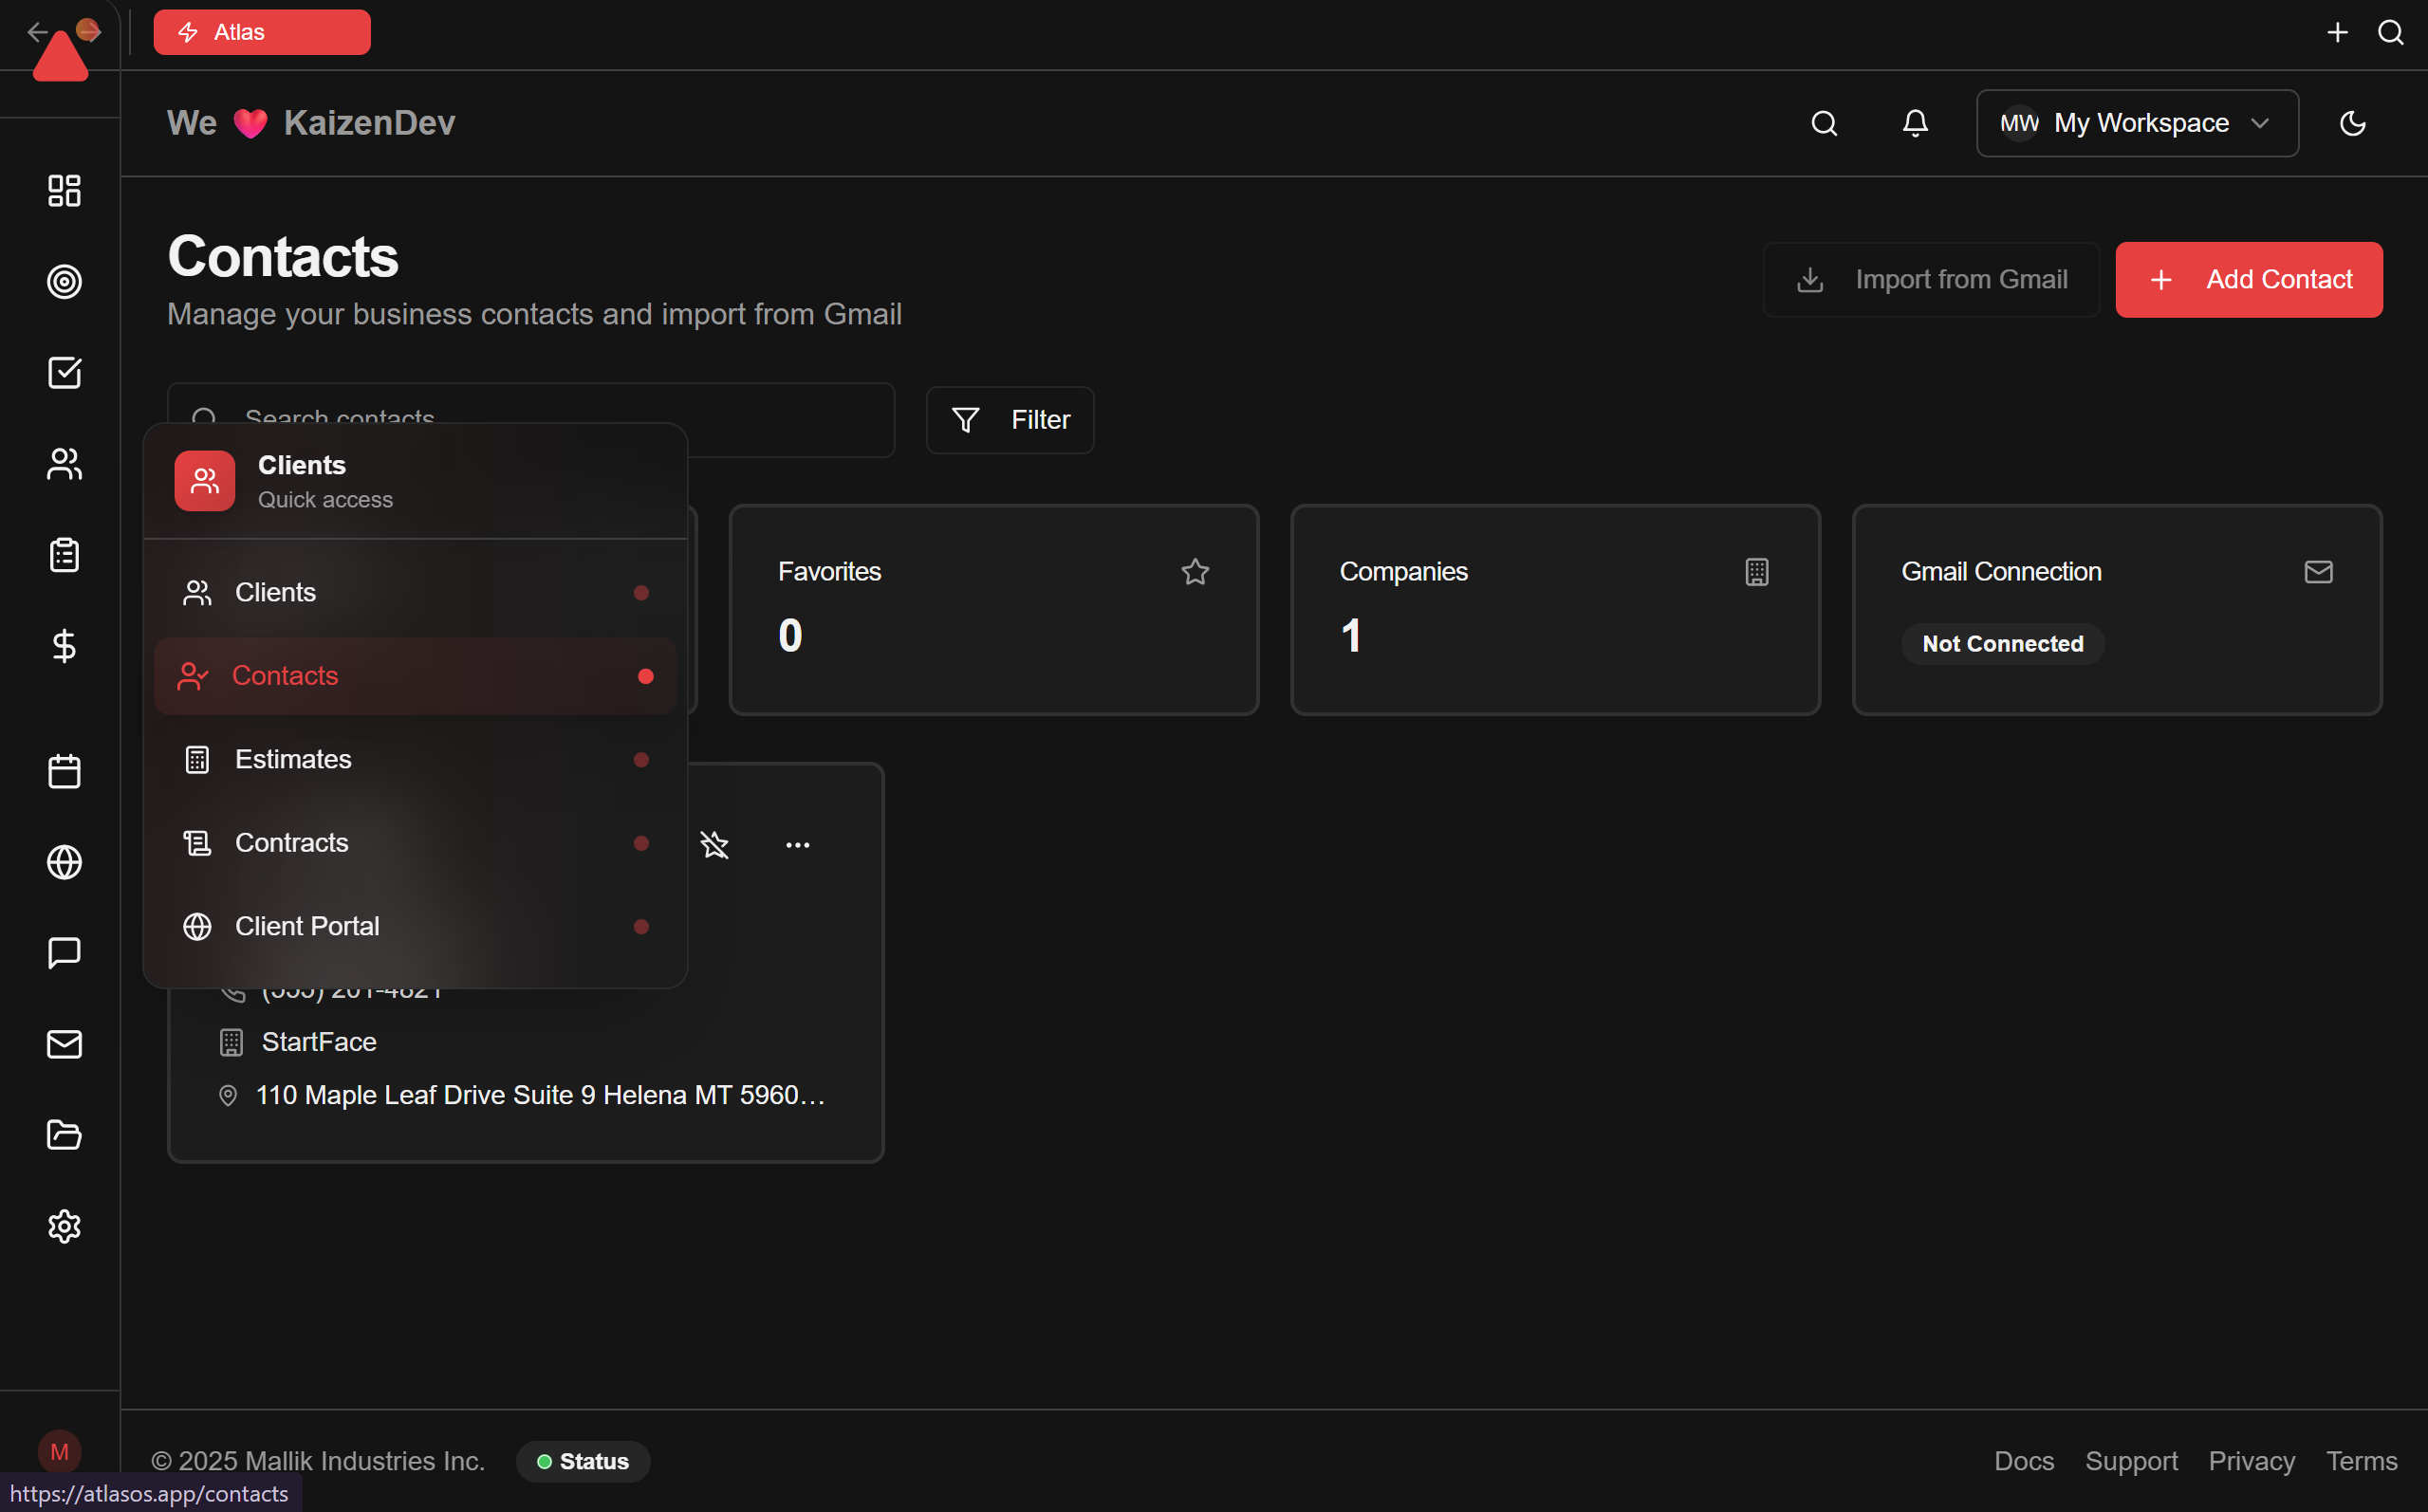 Atlas
We ❤️ KaizenDev
MW My Workspace
Contacts
Manage your business contacts and import from Gmail
Import from Gmail
Add Contact
Search contacts
Filter
Clients
Quick access
Clients
Contacts
Estimates
Contracts
Client Portal
Favorites
0
Companies
1
Gmail Connection
Not Connected
StartFace
110 Maple Leaf Drive Suite 9 Helena MT 5960...
M
© 2025 Mallik Industries Inc.
Status
Docs
Support
Privacy
Terms
https://atlasos.app/contacts